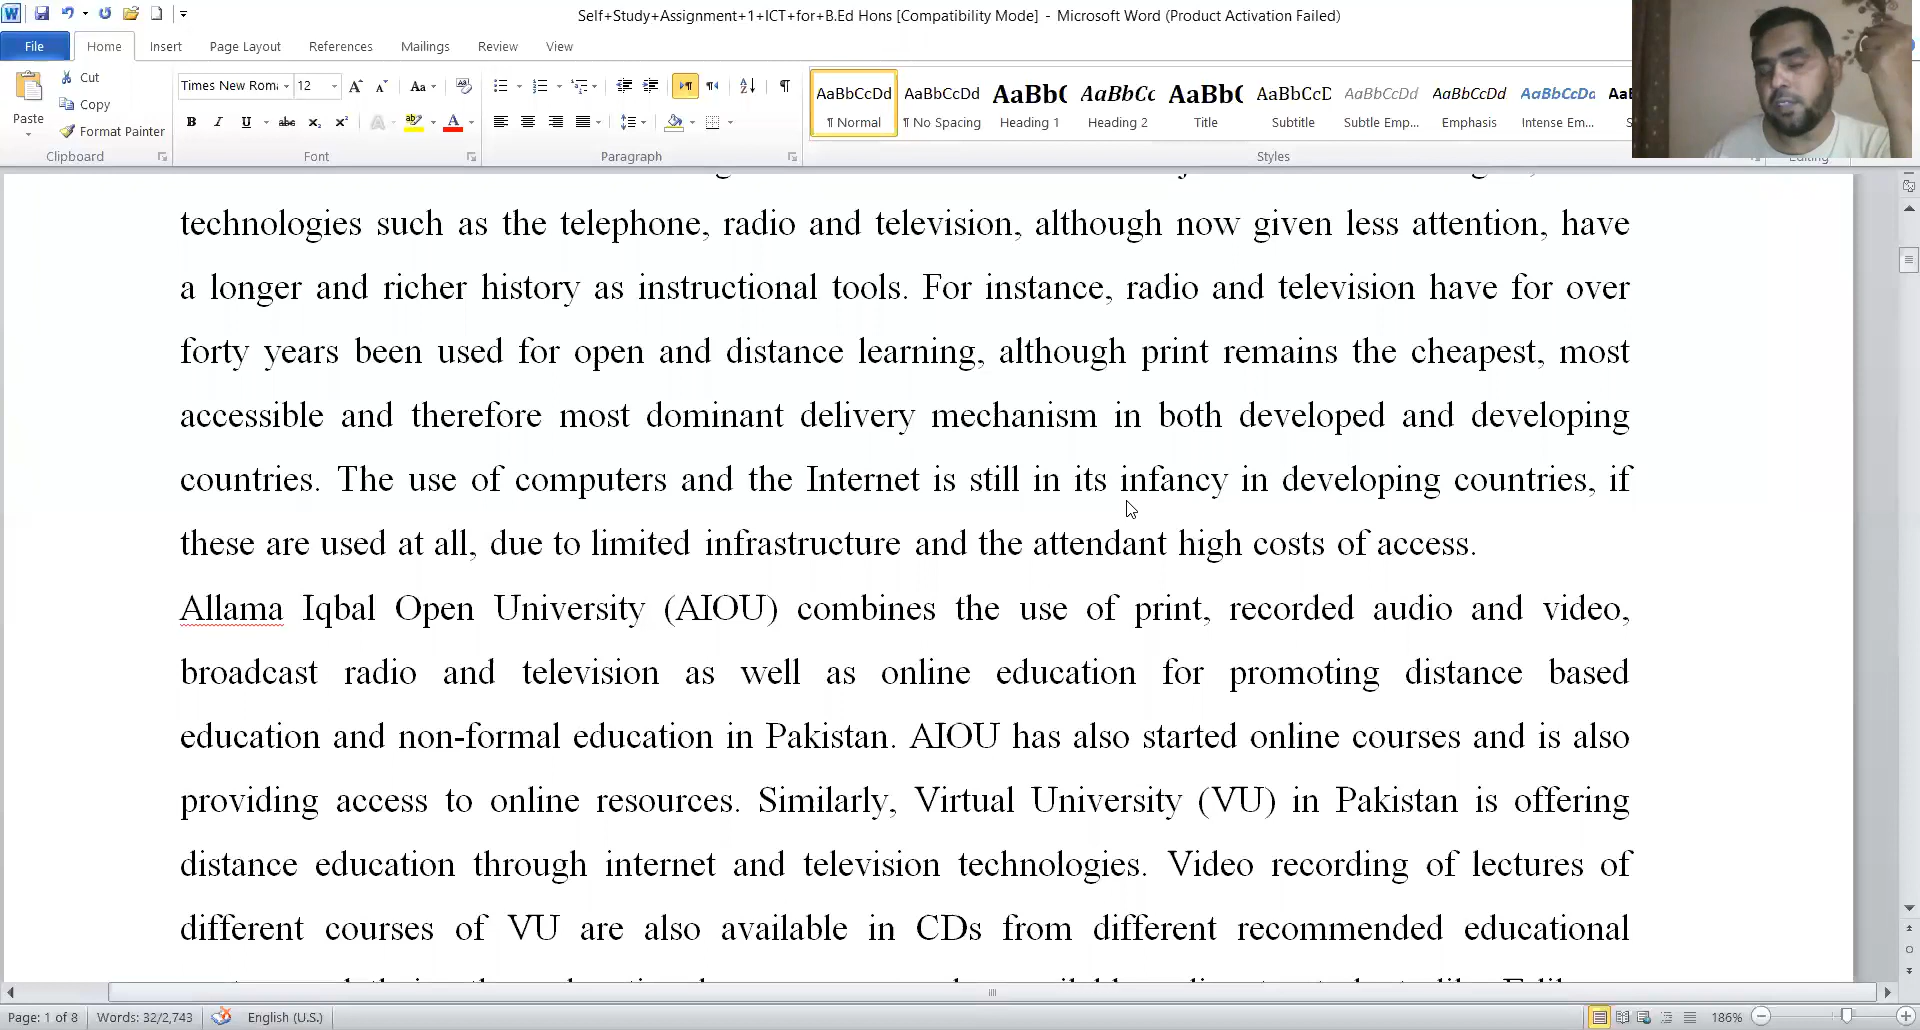 Self+Study+Assignment+1+ICT+for+B.Ed Hons [Compatibility Mode] - Microsoft Word (Product Activation Failed)
File Home Insert Page Layout References Mailings Review View
Cut
Copy
Format Painter
Paste
Clipboard
Times New Rom 12
Font
Paragraph
AaBbCcDd AaBbCcDd AaBb( AaBbCc AaBb( AaBbCcD AaBbCcDd AaBbCcDd AaBbCcDd
¶ Normal ¶ No Spacing Heading 1 Heading 2 Title Subtitle Subtle Emp... Emphasis Intense Em...
Styles
technologies such as the telephone, radio and television, although now given less attention, have
a longer and richer history as instructional tools. For instance, radio and television have for over
forty years been used for open and distance learning, although print remains the cheapest, most
accessible and therefore most dominant delivery mechanism in both developed and developing
countries. The use of computers and the Internet is still in its infancy in developing countries, if
these are used at all, due to limited infrastructure and the attendant high costs of access.
Allama Iqbal Open University (AIOU) combines the use of print, recorded audio and video,
broadcast radio and television as well as online education for promoting distance based
education and non-formal education in Pakistan. AIOU has also started online courses and is also
providing access to online resources. Similarly, Virtual University (VU) in Pakistan is offering
distance education through internet and television technologies. Video recording of lectures of
different courses of VU are also available in CDs from different recommended educational
Page: 1 of 8 Words: 32/2,743 English (U.S.) 186%